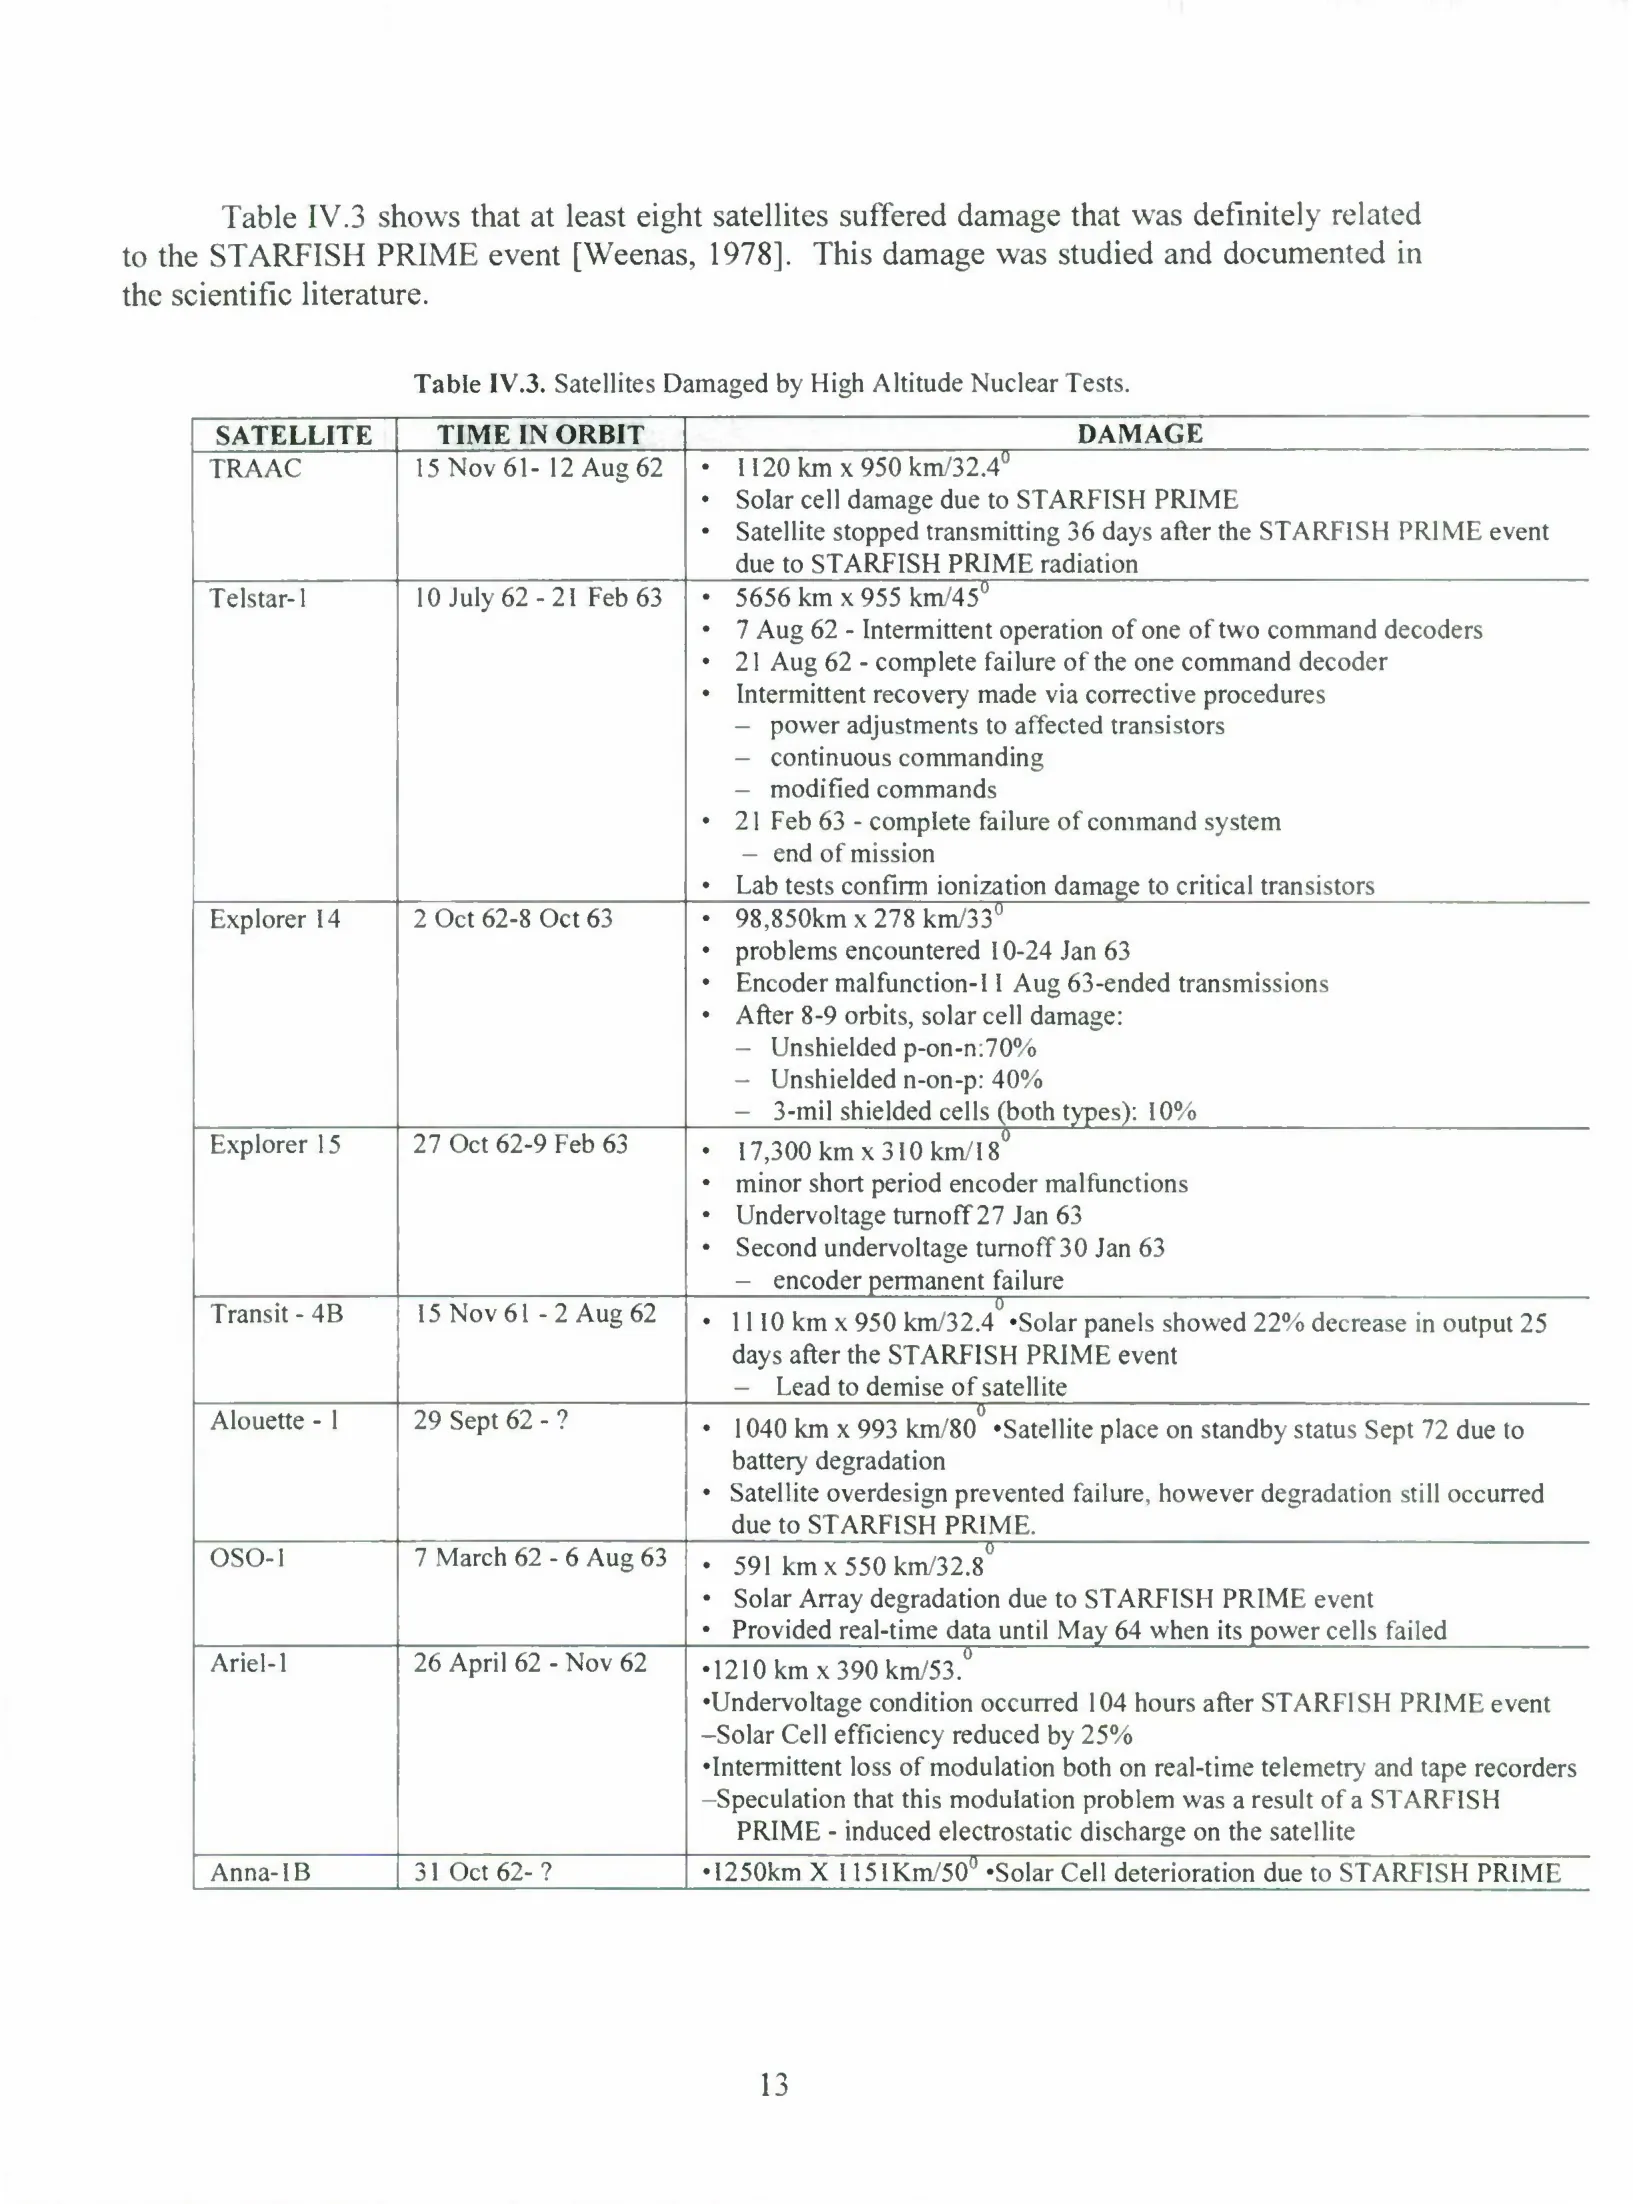 Table IV.3 shows that at least eight satellites suffered damage that was definitely related
to the STARFISH PRIME event [Weenas, 1978]. This damage was studied and documented in
the scientific literature.
Table IV.3. Satellites Damaged by High Altitude Nuclear Tests.
SATELLITE TIME IN ORBIT DAMAGE
TRAAC 15 Nov 61- 12 Aug 62 • 1120 km x 950 km/32.4⁰
• Solar cell damage due to STARFISH PRIME
• Satellite stopped transmitting 36 days after the STARFISH PRIME event
due to STARFISH PRIME radiation
Telstar-1 10 July 62 - 21 Feb 63 • 5656 km x 955 km/45⁰
• 7 Aug 62 - Intermittent operation of one of two command decoders
• 21 Aug 62 - complete failure of the one command decoder
• Intermittent recovery made via corrective procedures
– power adjustments to affected transistors
– continuous commanding
– modified commands
• 21 Feb 63 - complete failure of command system
– end of mission
• Lab tests confirm ionization damage to critical transistors
Explorer 14 2 Oct 62-8 Oct 63 • 98,850km x 278 km/33⁰
• problems encountered 10-24 Jan 63
• Encoder malfunction-11 Aug 63-ended transmissions
• After 8-9 orbits, solar cell damage:
– Unshielded p-on-n:70%
– Unshielded n-on-p: 40%
– 3-mil shielded cells (both types): 10%
Explorer 15 27 Oct 62-9 Feb 63 • 17,300 km x 310 km/18⁰
• minor short period encoder malfunctions
• Undervoltage turnoff 27 Jan 63
• Second undervoltage turnoff 30 Jan 63
– encoder permanent failure
Transit - 4B 15 Nov 61 - 2 Aug 62 • 1110 km x 950 km/32.4⁰ •Solar panels showed 22% decrease in output 25
days after the STARFISH PRIME event
– Lead to demise of satellite
Alouette - 1 29 Sept 62 - ? • 1040 km x 993 km/80⁰ •Satellite place on standby status Sept 72 due to
battery degradation
• Satellite overdesign prevented failure, however degradation still occurred
due to STARFISH PRIME.
OSO-1 7 March 62 - 6 Aug 63 • 591 km x 550 km/32.8⁰
• Solar Array degradation due to STARFISH PRIME event
• Provided real-time data until May 64 when its power cells failed
Ariel-1 26 April 62 - Nov 62 •1210 km x 390 km/53.⁰
•Undervoltage condition occurred 104 hours after STARFISH PRIME event
–Solar Cell efficiency reduced by 25%
•Intermittent loss of modulation both on real-time telemetry and tape recorders
–Speculation that this modulation problem was a result of a STARFISH
PRIME - induced electrostatic discharge on the satellite
Anna-1B 31 Oct 62- ? •1250km X 1151Km/50⁰ •Solar Cell deterioration due to STARFISH PRIME
13